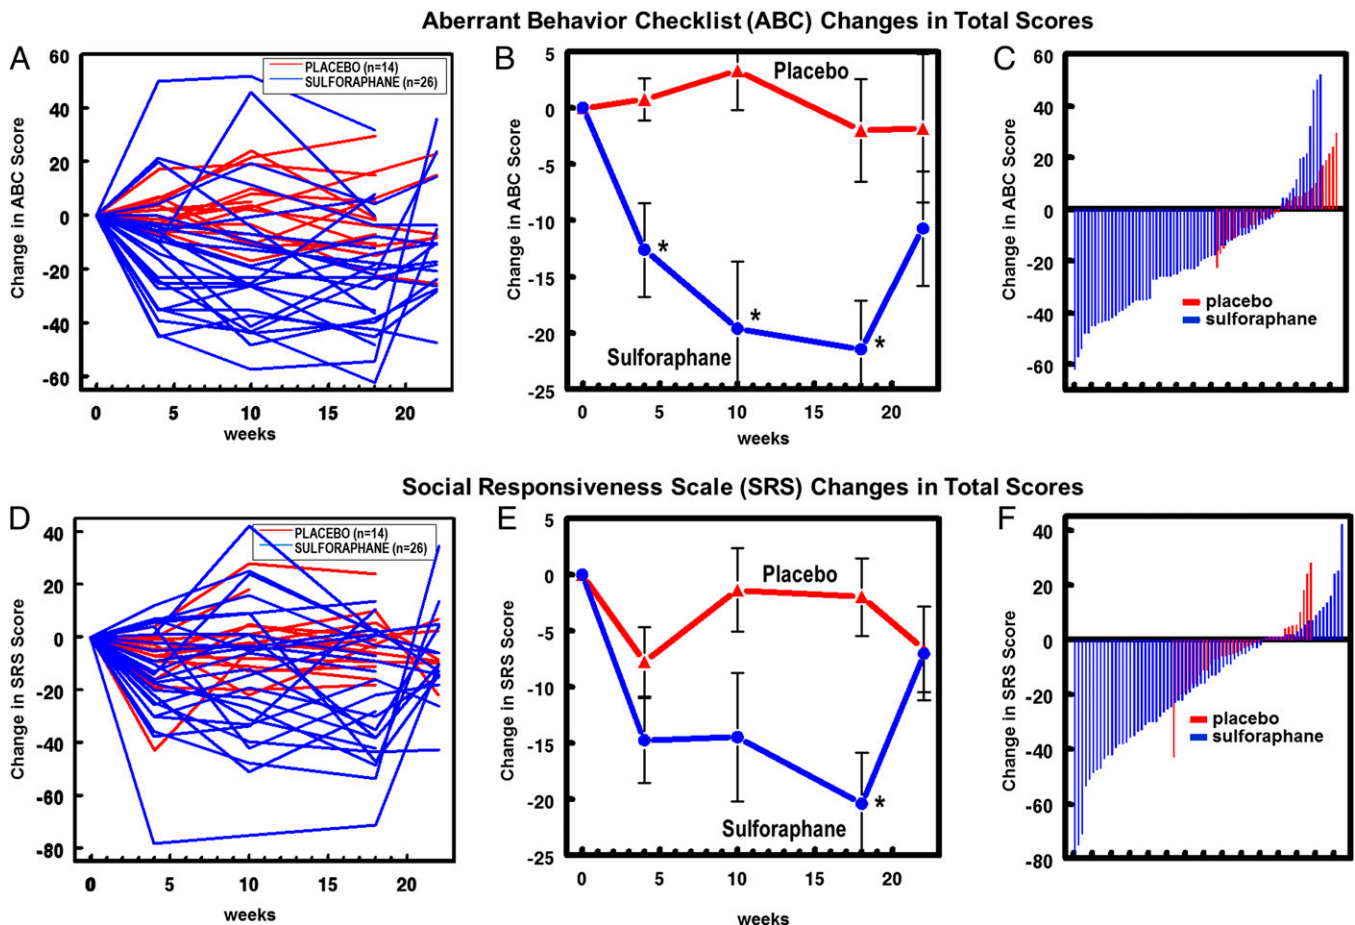 Aberrant Behavior Checklist (ABC) Changes in Total Scores
A
Change in ABC Score
60
40
20
0
-20
-40
-60
PLACEBO (n=14)
SULFORAPHANE (n=26)
0 5 10 15 20
weeks
B
Change in ABC Score
5
0
-5
-10
-15
-20
-25
Placebo
*
*
*
Sulforaphane
0 5 10 15 20
weeks
C
Change in ABC Score
60
40
20
0
-20
-40
-60
placebo
sulforaphane
Social Responsiveness Scale (SRS) Changes in Total Scores
D
Change in SRS Score
40
20
0
-20
-40
-60
-80
PLACEBO (n=14)
SULFORAPHANE (n=26)
0 5 10 15 20
weeks
E
Change in SRS Score
5
0
-5
-10
-15
-20
-25
Placebo
*
Sulforaphane
0 5 10 15 20
weeks
F
Change in SRS Score
40
20
0
-20
-40
-60
-80
placebo
sulforaphane